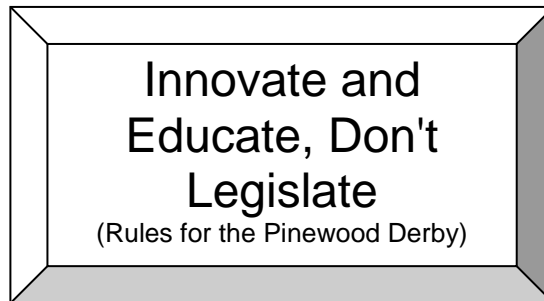 Innovate and
Educate, Don't
Legislate
(Rules for the Pinewood Derby)